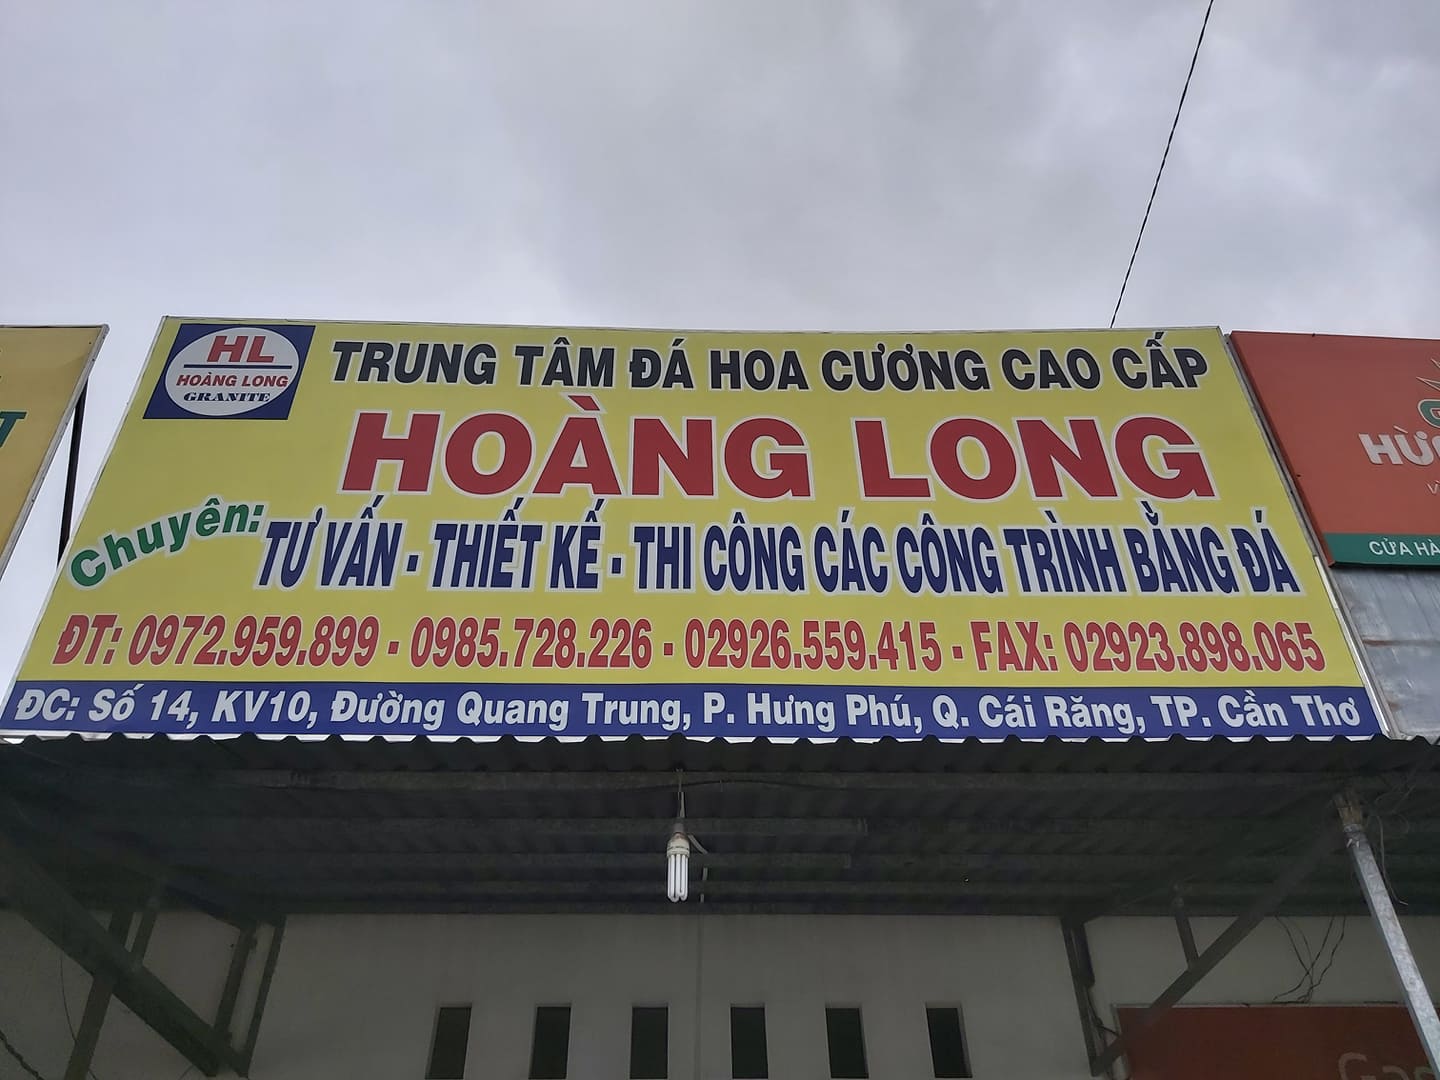 HL
HOÀNG LONG
GRANITE
TRUNG TÂM ĐÁ HOA CƯƠNG CAO CẤP
HOÀNG LONG
Chuyên:
TƯ VẤN - THIẾT KẾ - THI CÔNG CÁC CÔNG TRÌNH BẰNG ĐÁ
ĐT: 0972.959.899 - 0985.728.226 - 02926.559.415 - FAX: 02923.898.065
ĐC: Số 14, KV10, Đường Quang Trung, P. Hưng Phú, Q. Cái Răng, TP. Cần Thơ
CỬA HÀ